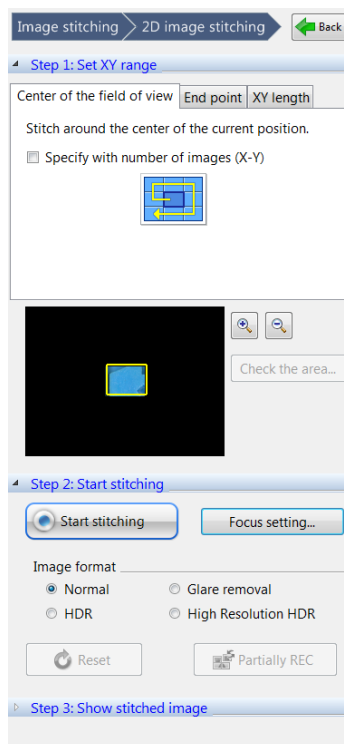 Image stitching 2D image stitching Back
Step 1: Set XY range
Center of the field of view End point XY length
Stitch around the center of the current position.
Specify with number of images (X-Y)
Check the area...
Step 2: Start stitching
Start stitching Focus setting...
Image format
Normal Glare removal
HDR High Resolution HDR
Reset Partially REC
Step 3: Show stitched image